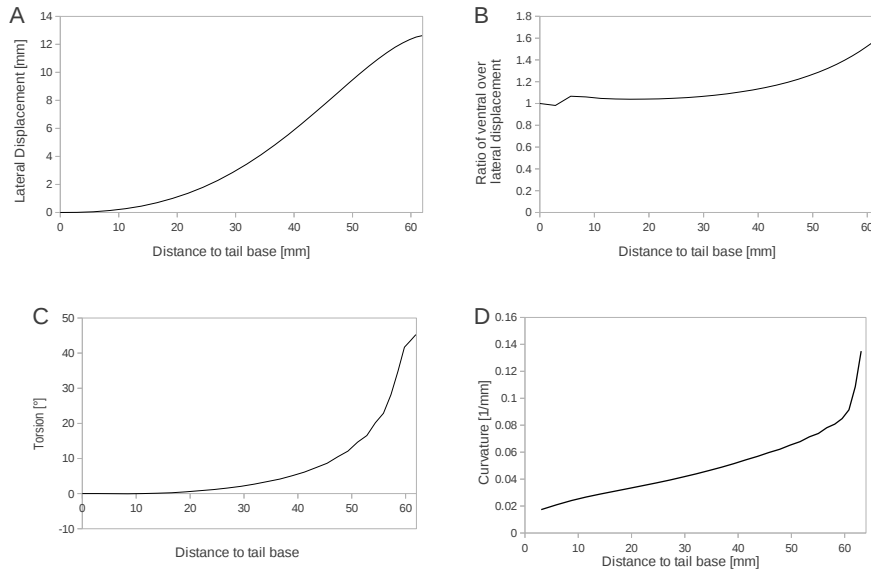 A
Lateral Displacement [mm]
14
12
10
8
6
4
2
0
0 10 20 30 40 50 60
Distance to tail base [mm]
B
Ratio of ventral over
lateral displacement
1.8
1.6
1.4
1.2
1
0.8
0.6
0.4
0.2
0
0 10 20 30 40 50 60
Distance to tail base [mm]
C
Torsion [°]
50
40
30
20
10
0
-10
0 10 20 30 40 50 60
Distance to tail base
D
Curvature [1/mm]
0.16
0.14
0.12
0.1
0.08
0.06
0.04
0.02
0
0 10 20 30 40 50 60
Distance to tail base [mm]